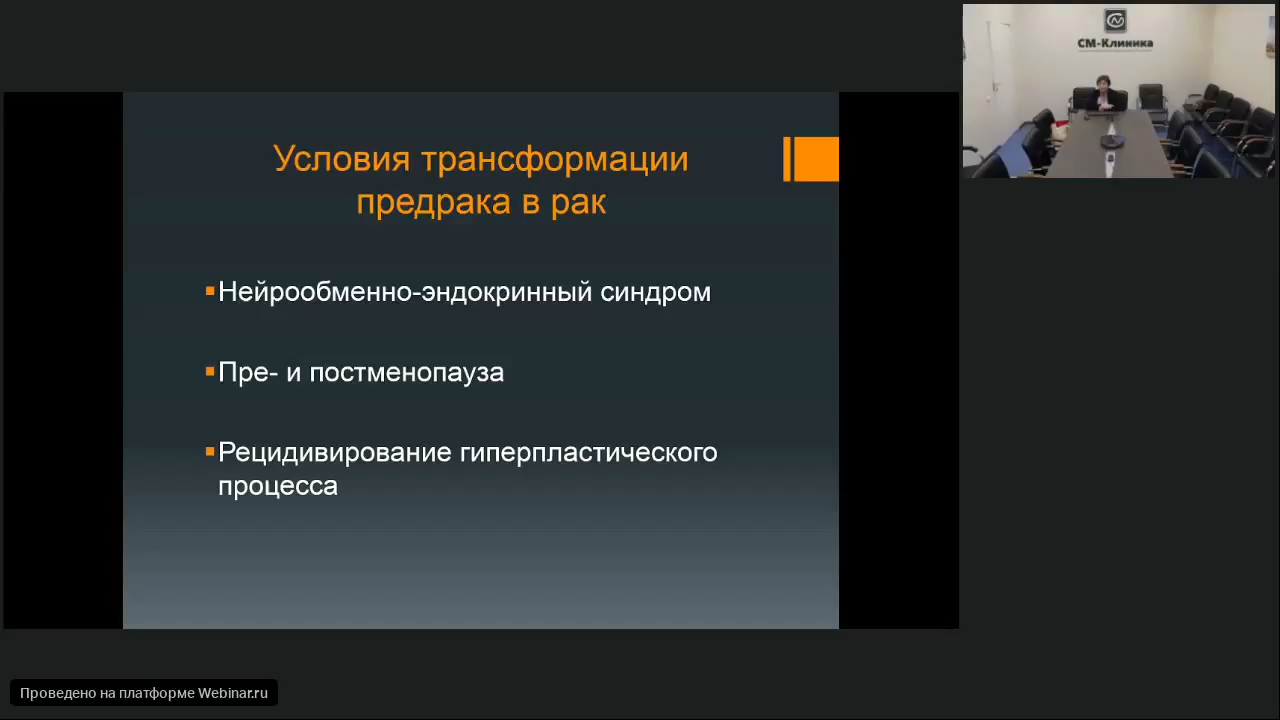 СМ-Клиника
Условия трансформации
предрака в рак
Нейрообменно-эндокринный синдром
Пре- и постменопауза
Рецидивирование гиперпластического
процесса
Проведено на платформе Webinar.ru